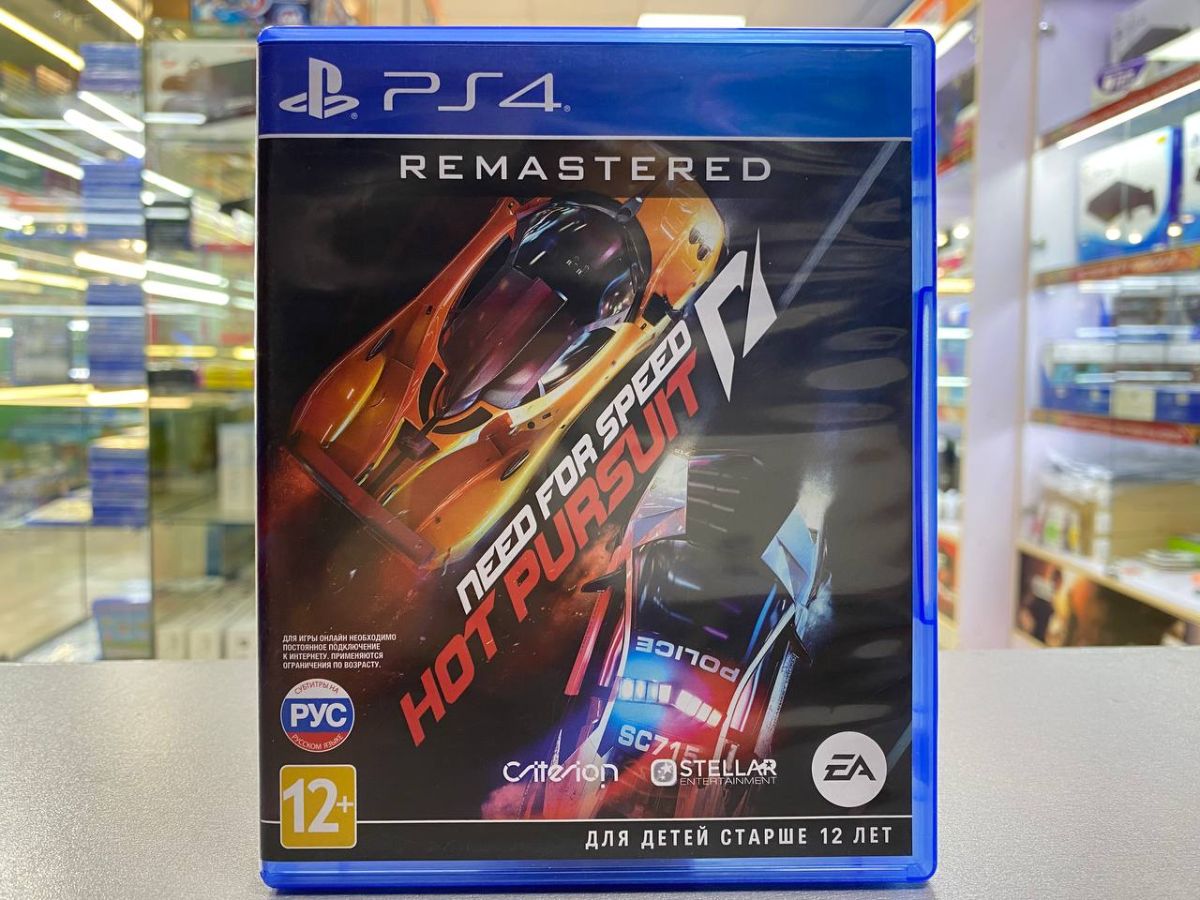 PS4
REMASTERED
NEED FOR SPEED
HOT PURSUIT
POLICE
SC715
ДЛЯ ИГРЫ ОНЛАЙН НЕОБХОДИМО
ПОСТОЯННОЕ ПОДКЛЮЧЕНИЕ
К ИНТЕРНЕТУ. ПРИМЕНЯЮТСЯ
ОГРАНИЧЕНИЯ ПО ВОЗРАСТУ.
СУБТИТРЫ НА
РУС
РУССКОМ ЯЗЫКЕ
Criterion
STELLAR
ENTERTAINMENT
EA
12+
ДЛЯ ДЕТЕЙ СТАРШЕ 12 ЛЕТ